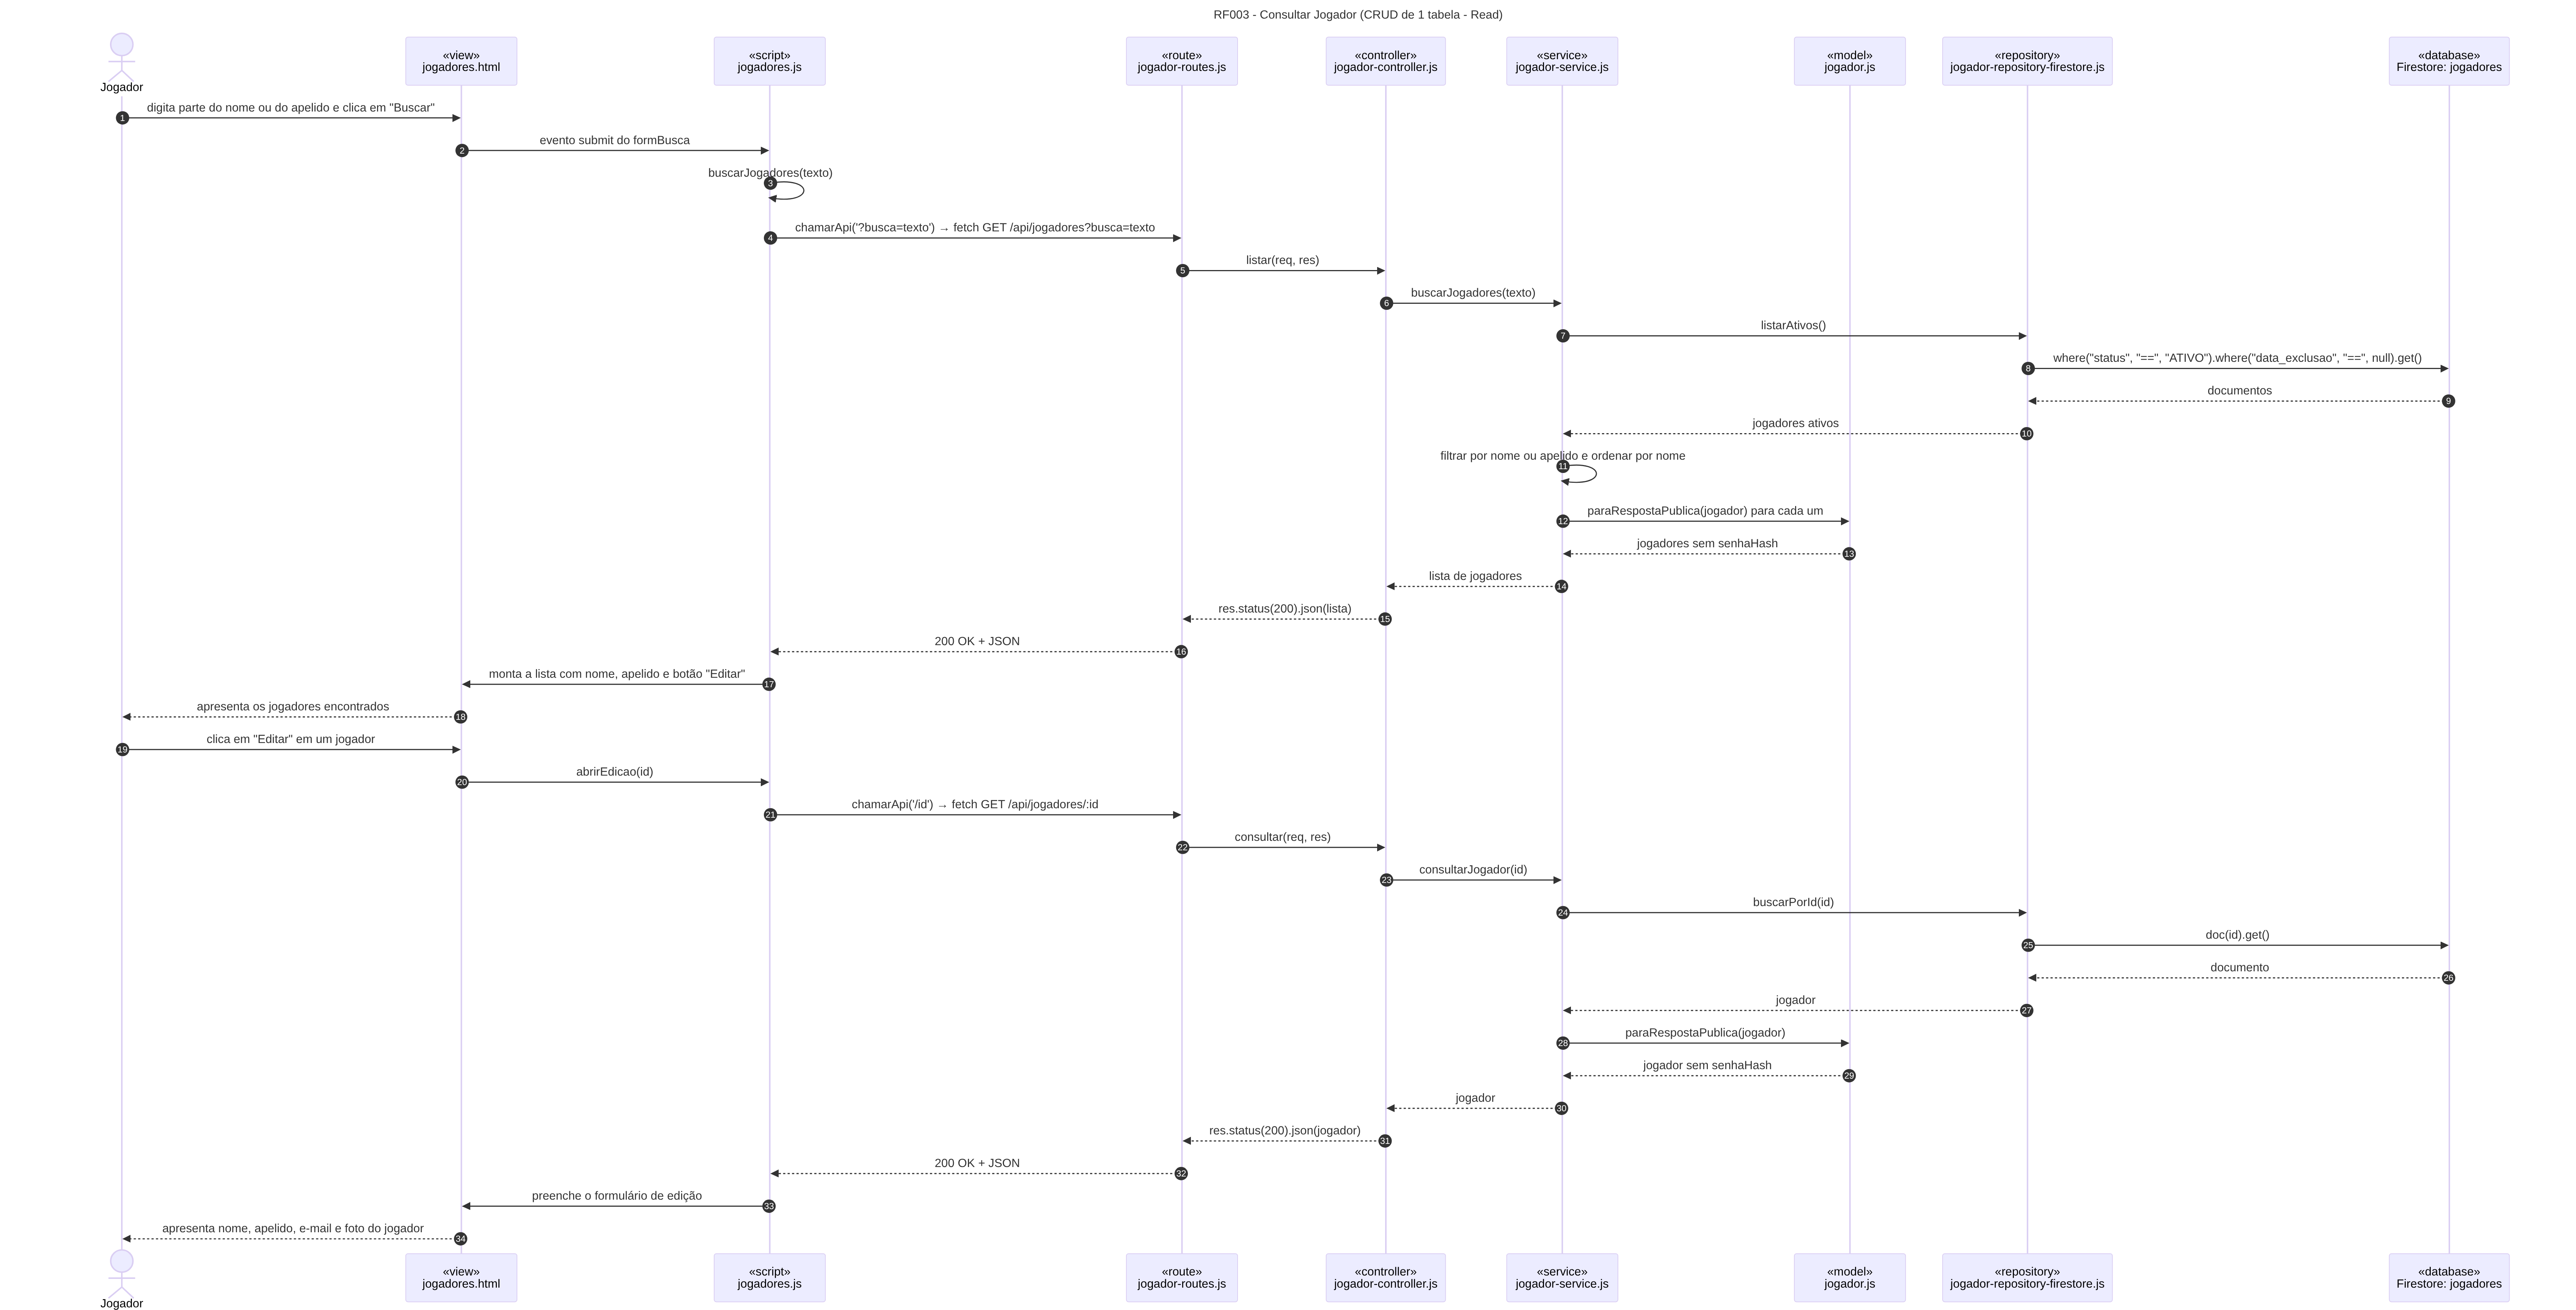 RF003 - Consultar Jogador (CRUD de 1 tabela - Read)
Jogador
«view»
jogadores.html
«script»
jogadores.js
«route»
jogador-routes.js
«controller»
jogador-controller.js
«service»
jogador-service.js
«model»
jogador.js
«repository»
jogador-repository-firestore.js
«database»
Firestore: jogadores
1 digita parte do nome ou do apelido e clica em "Buscar"
2 evento submit do formBusca
3 buscarJogadores(texto)
4 chamarApi('?busca=texto') → fetch GET /api/jogadores?busca=texto
5 listar(req, res)
6 buscarJogadores(texto)
7 listarAtivos()
8 where("status", "==", "ATIVO").where("data_exclusao", "==", null).get()
9 documentos
10 jogadores ativos
11 filtrar por nome ou apelido e ordenar por nome
12 paraRespostaPublica(jogador) para cada um
13 jogadores sem senhaHash
14 lista de jogadores
15 res.status(200).json(lista)
16 200 OK + JSON
17 monta a lista com nome, apelido e botão "Editar"
18 apresenta os jogadores encontrados
19 clica em "Editar" em um jogador
20 abrirEdicao(id)
21 chamarApi('/id') → fetch GET /api/jogadores/:id
22 consultar(req, res)
23 consultarJogador(id)
24 buscarPorId(id)
25 doc(id).get()
26 documento
27 jogador
28 paraRespostaPublica(jogador)
29 jogador sem senhaHash
30 jogador
31 res.status(200).json(jogador)
32 200 OK + JSON
33 preenche o formulário de edição
34 apresenta nome, apelido, e-mail e foto do jogador
Jogador
«view»
jogadores.html
«script»
jogadores.js
«route»
jogador-routes.js
«controller»
jogador-controller.js
«service»
jogador-service.js
«model»
jogador.js
«repository»
jogador-repository-firestore.js
«database»
Firestore: jogadores